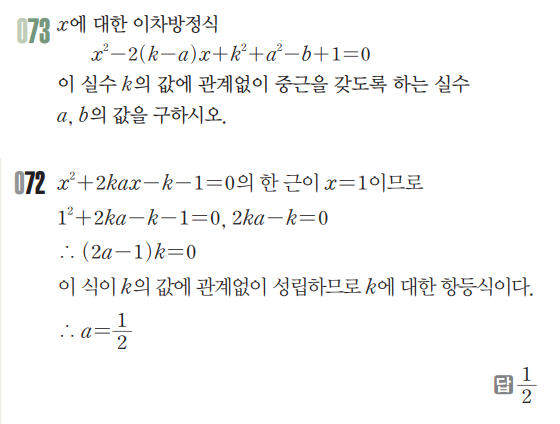 073 x에 대한 이차방정식
x²-2(k-a)x+k²+a²-b+1=0
이 실수 k의 값에 관계없이 중근을 갖도록 하는 실수
a, b의 값을 구하시오.
072 x²+2kax-k-1=0의 한 근이 x=1이므로
1²+2ka-k-1=0, 2ka-k=0
∴ (2a-1)k=0
이 식이 k의 값에 관계없이 성립하므로 k에 대한 항등식이다.
∴ a=1/2
답 1/2